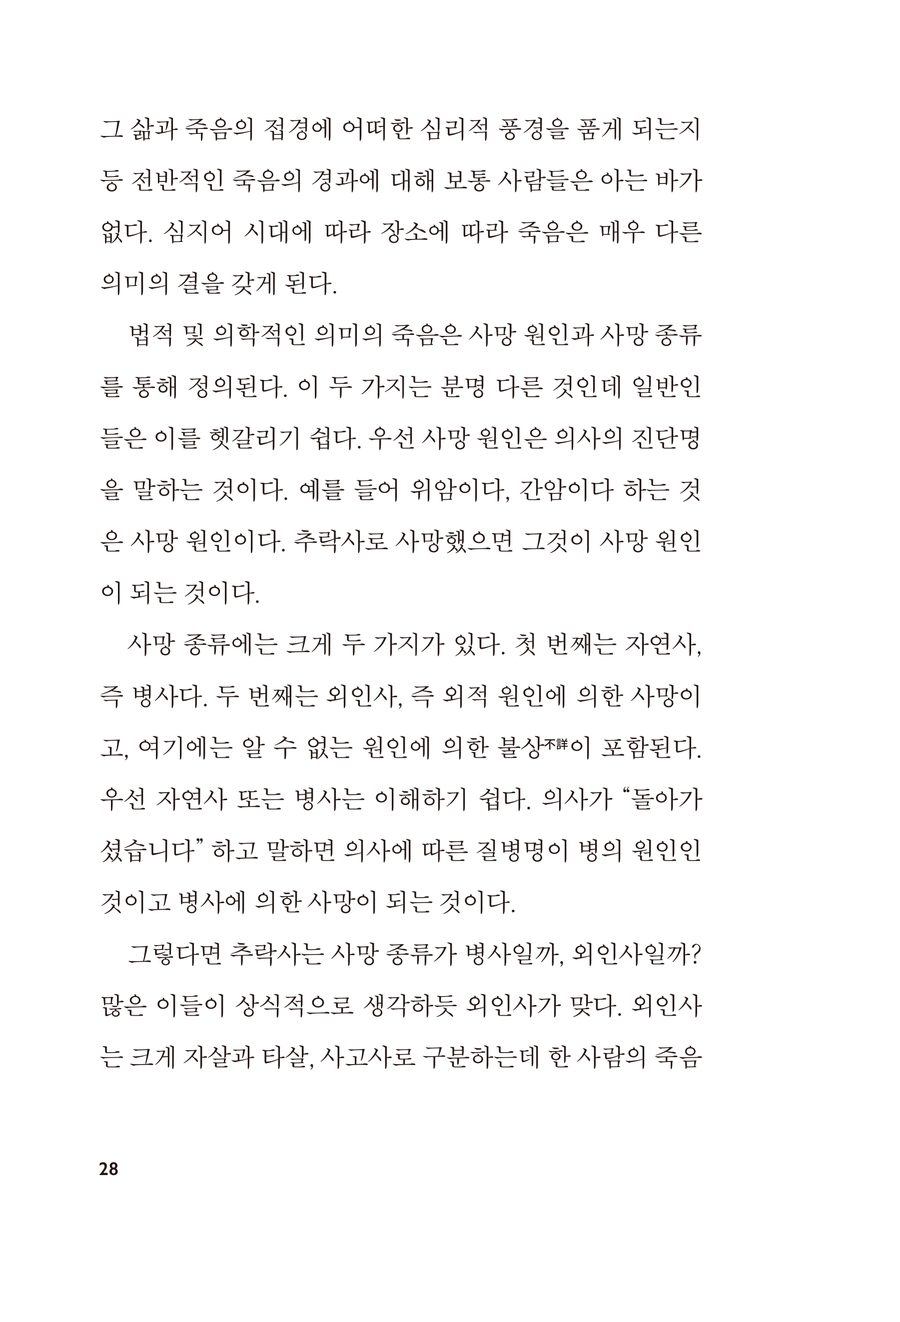 그 삶과 죽음의 접경에 어떠한 심리적 풍경을 품게 되는지
등 전반적인 죽음의 경과에 대해 보통 사람들은 아는 바가
없다. 심지어 시대에 따라 장소에 따라 죽음은 매우 다른
의미의 결을 갖게 된다.
법적 및 의학적인 의미의 죽음은 사망 원인과 사망 종류
를 통해 정의된다. 이 두 가지는 분명 다른 것인데 일반인
들은 이를 헷갈리기 쉽다. 우선 사망 원인은 의사의 진단명
을 말하는 것이다. 예를 들어 위암이다, 간암이다 하는 것
은 사망 원인이다. 추락사로 사망했으면 그것이 사망 원인
이 되는 것이다.
사망 종류에는 크게 두 가지가 있다. 첫 번째는 자연사,
즉 병사다. 두 번째는 외인사, 즉 외적 원인에 의한 사망이
고, 여기에는 알 수 없는 원인에 의한 불상不詳이 포함된다.
우선 자연사 또는 병사는 이해하기 쉽다. 의사가 “돌아가
셨습니다” 하고 말하면 의사에 따른 질병명이 병의 원인인
것이고 병사에 의한 사망이 되는 것이다.
그렇다면 추락사는 사망 종류가 병사일까, 외인사일까?
많은 이들이 상식적으로 생각하듯 외인사가 맞다. 외인사
는 크게 자살과 타살, 사고사로 구분하는데 한 사람의 죽음
28